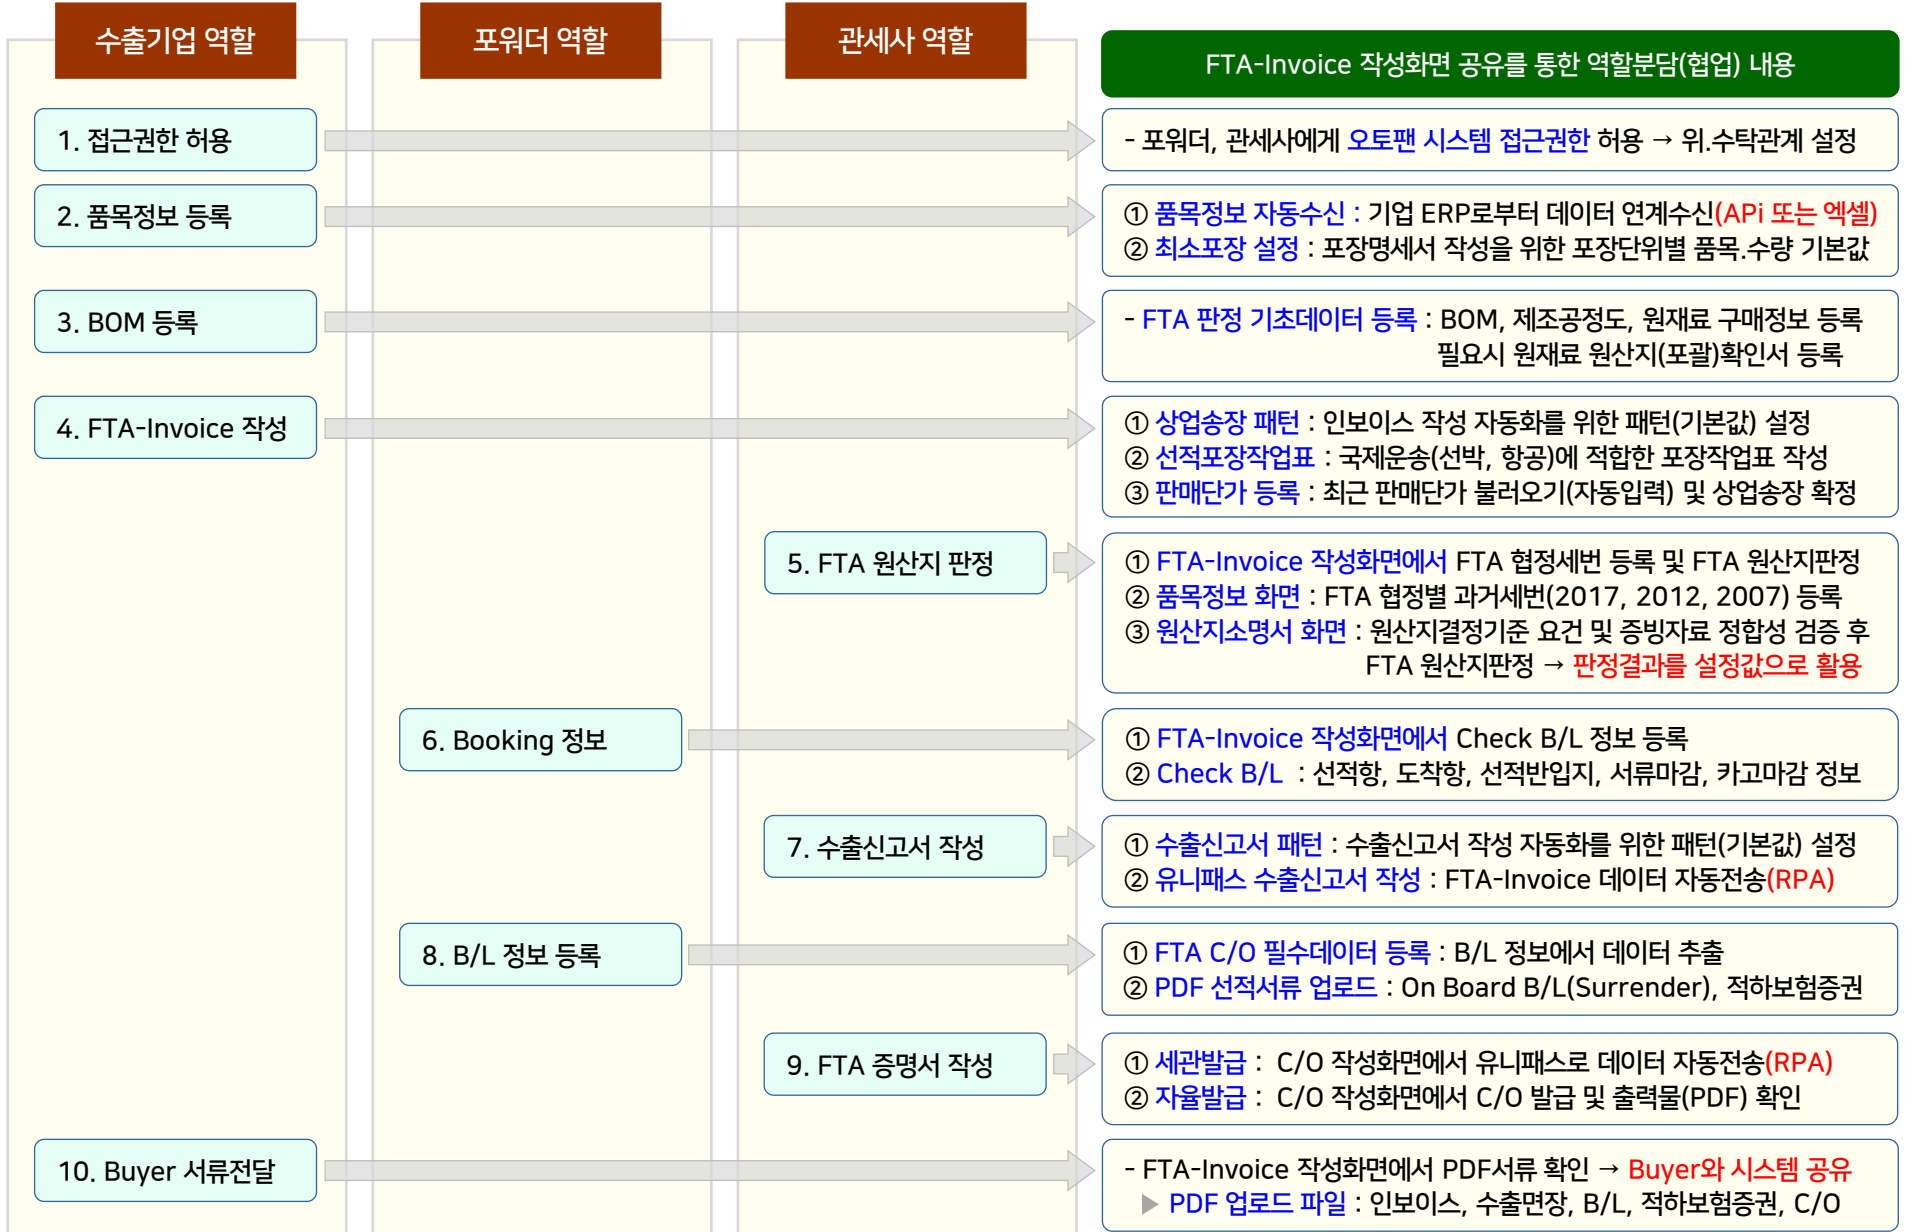 수출기업 역할
포워더 역할
관세사 역할
FTA-Invoice 작성화면 공유를 통한 역할분담(협업) 내용
1. 접근권한 허용
- 포워더, 관세사에게 오토팬 시스템 접근권한 허용 → 위.수탁관계 설정
2. 품목정보 등록
① 품목정보 자동수신 : 기업 ERP로부터 데이터 연계수신(APi 또는 엑셀)
② 최소포장 설정 : 포장명세서 작성을 위한 포장단위별 품목.수량 기본값
3. BOM 등록
- FTA 판정 기초데이터 등록 : BOM, 제조공정도, 원재료 구매정보 등록
필요시 원재료 원산지(포괄)확인서 등록
4. FTA-Invoice 작성
① 상업송장 패턴 : 인보이스 작성 자동화를 위한 패턴(기본값) 설정
② 선적포장작업표 : 국제운송(선박, 항공)에 적합한 포장작업표 작성
③ 판매단가 등록 : 최근 판매단가 불러오기(자동입력) 및 상업송장 확정
5. FTA 원산지 판정
① FTA-Invoice 작성화면에서 FTA 협정세번 등록 및 FTA 원산지판정
② 품목정보 화면 : FTA 협정별 과거세번(2017, 2012, 2007) 등록
③ 원산지소명서 화면 : 원산지결정기준 요건 및 증빙자료 정합성 검증 후
FTA 원산지판정 → 판정결과를 설정값으로 활용
6. Booking 정보
① FTA-Invoice 작성화면에서 Check B/L 정보 등록
② Check B/L : 선적항, 도착항, 선적반입지, 서류마감, 카고마감 정보
7. 수출신고서 작성
① 수출신고서 패턴 : 수출신고서 작성 자동화를 위한 패턴(기본값) 설정
② 유니패스 수출신고서 작성 : FTA-Invoice 데이터 자동전송(RPA)
8. B/L 정보 등록
① FTA C/O 필수데이터 등록 : B/L 정보에서 데이터 추출
② PDF 선적서류 업로드 : On Board B/L(Surrender), 적하보험증권
9. FTA 증명서 작성
① 세관발급 : C/O 작성화면에서 유니패스로 데이터 자동전송(RPA)
② 자율발급 : C/O 작성화면에서 C/O 발급 및 출력물(PDF) 확인
10. Buyer 서류전달
- FTA-Invoice 작성화면에서 PDF서류 확인 → Buyer와 시스템 공유
▶ PDF 업로드 파일 : 인보이스, 수출면장, B/L, 적하보험증권, C/O